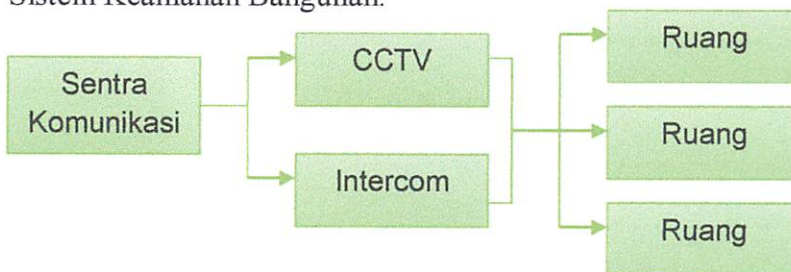 Sistem Keamanan Bangunan.
Sentra
Komunikasi
CCTV
Intercom
Ruang
Ruang
Ruang